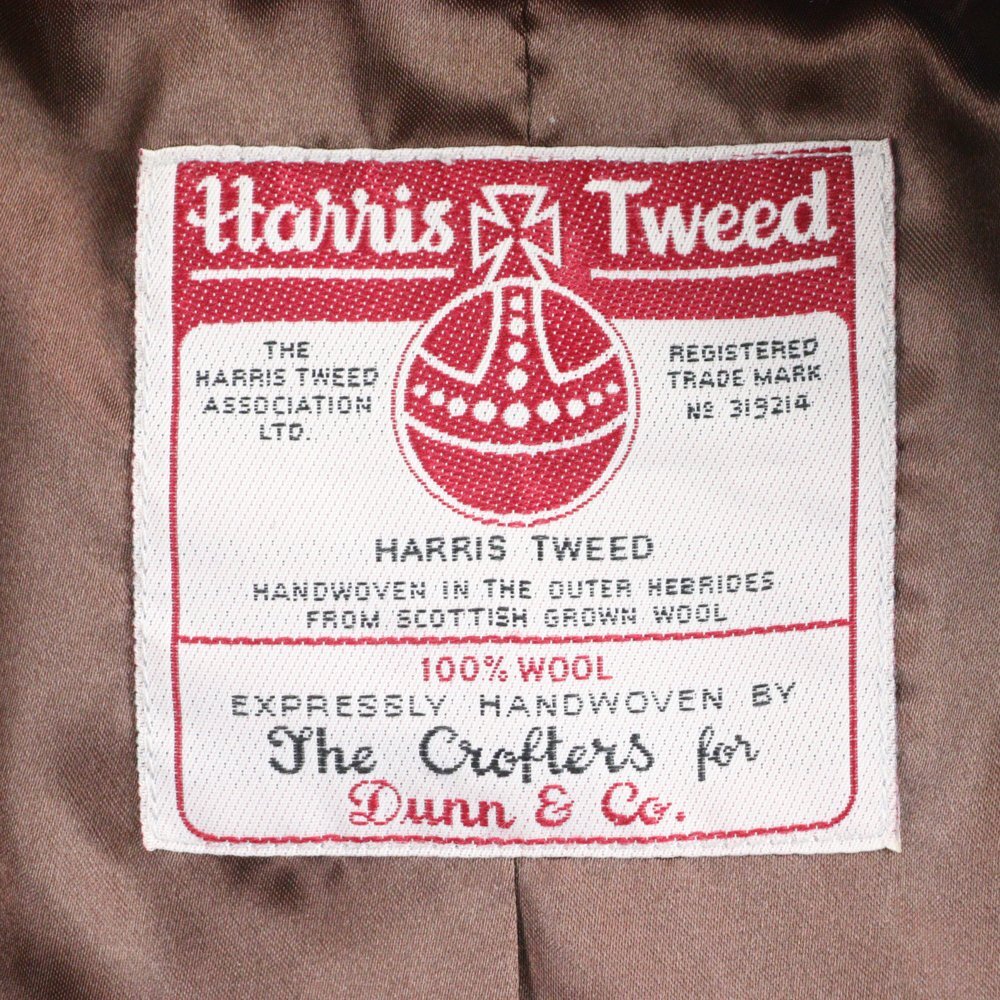 Harris Tweed
THE
HARRIS TWEED
ASSOCIATION
LTD.
REGISTERED
TRADE MARK
Nº 319214
HARRIS TWEED
HANDWOVEN IN THE OUTER HEBRIDES
FROM SCOTTISH GROWN WOOL
100% WOOL
EXPRESSLY HANDWOVEN BY
The Crofters for
Dunn & Co.